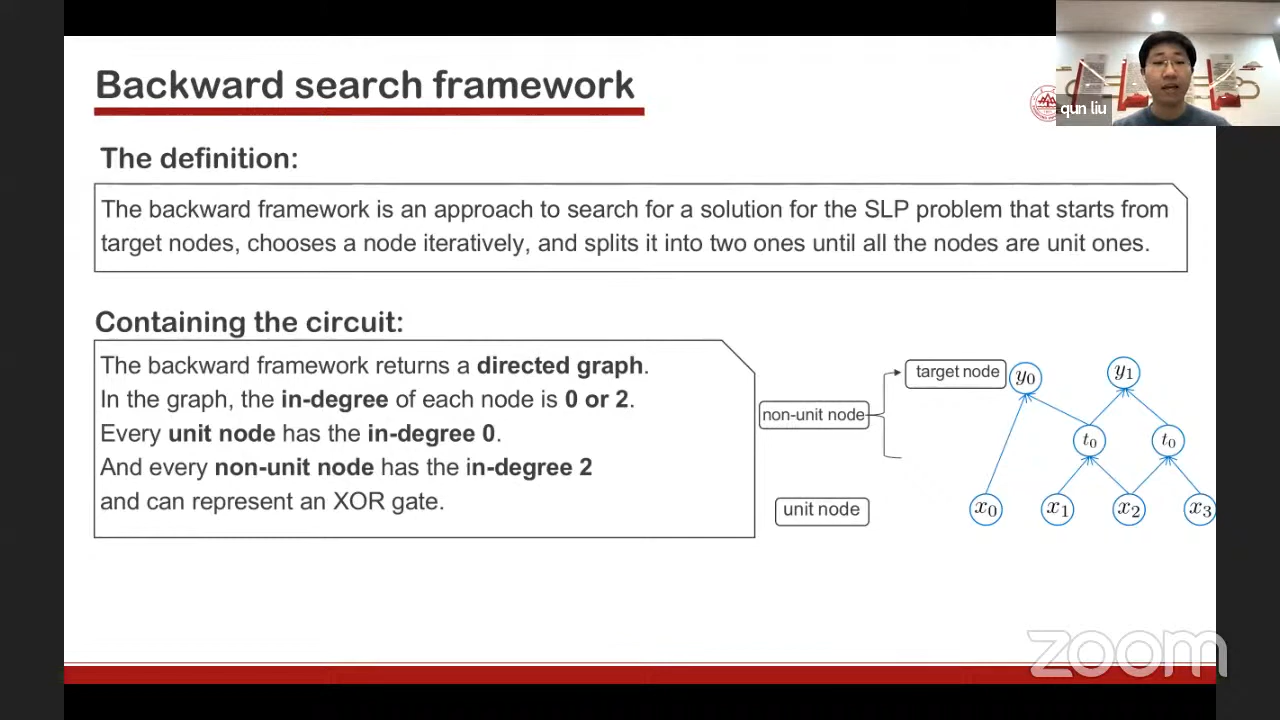 Backward search framework
qun liu
The definition:
The backward framework is an approach to search for a solution for the SLP problem that starts from
target nodes, chooses a node iteratively, and splits it into two ones until all the nodes are unit ones.
Containing the circuit:
The backward framework returns a directed graph.
In the graph, the in-degree of each node is 0 or 2.
Every unit node has the in-degree 0.
And every non-unit node has the in-degree 2
and can represent an XOR gate.
target node
y₀
y₁
non-unit node
t₀
t₀
unit node
x₀
x₁
x₂
x₃
zoom